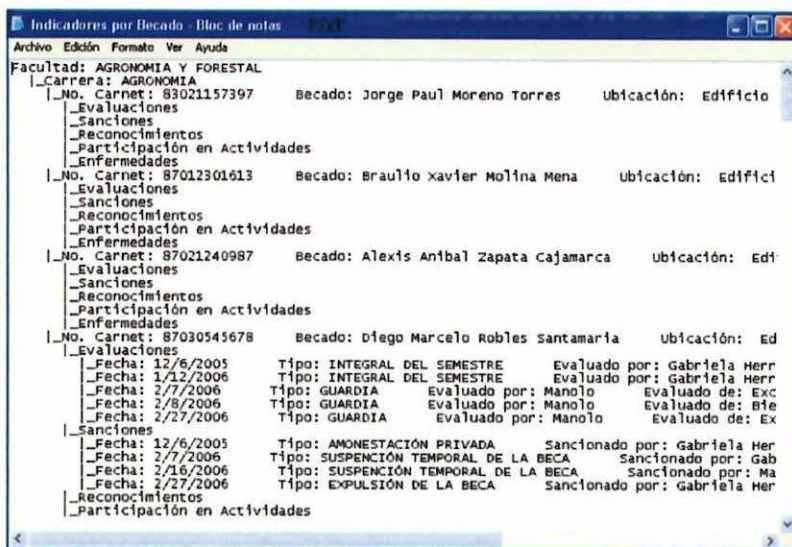 Indicadores por Becado - Bloc de notas
Archivo Edición Formato Ver Ayuda
Facultad: AGRONOMIA Y FORESTAL
|_Carrera: AGRONOMIA
|_No. Carnet: 83021157397 Becado: Jorge Paul Moreno Torres Ubicación: Edificio
|_Evaluaciones
|_Sanciones
|_Reconocimientos
|_Participación en Actividades
|_Enfermedades
|_No. Carnet: 87012301613 Becado: Braulio Xavier Molina Mena Ubicación: Edifici
|_Evaluaciones
|_Sanciones
|_Reconocimientos
|_Participación en Actividades
|_Enfermedades
|_No. Carnet: 87021240987 Becado: Alexis Anibal Zapata Cajamarca Ubicación: Edi
|_Evaluaciones
|_Sanciones
|_Reconocimientos
|_Participación en Actividades
|_Enfermedades
|_No. Carnet: 87030545678 Becado: Diego Marcelo Robles Santamaria Ubicación: Ed
|_Evaluaciones
|_Fecha: 12/6/2005 Tipo: INTEGRAL DEL SEMESTRE Evaluado por: Gabriela Herr
|_Fecha: 1/12/2006 Tipo: INTEGRAL DEL SEMESTRE Evaluado por: Gabriela Herr
|_Fecha: 2/7/2006 Tipo: GUARDIA Evaluado por: Manolo Evaluado de: Exc
|_Fecha: 2/8/2006 Tipo: GUARDIA Evaluado por: Manolo Evaluado de: Bie
|_Fecha: 2/27/2006 Tipo: GUARDIA Evaluado por: Manolo Evaluado de: Ex
|_Sanciones
|_Fecha: 12/6/2005 Tipo: AMONESTACIÓN PRIVADA Sancionado por: Gabriela Her
|_Fecha: 2/7/2006 Tipo: SUSPENCIÓN TEMPORAL DE LA BECA Sancionado por: Gab
|_Fecha: 2/16/2006 Tipo: SUSPENCIÓN TEMPORAL DE LA BECA Sancionado por: Ma
|_Fecha: 2/27/2006 Tipo: EXPULSIÓN DE LA BECA Sancionado por: Gabriela Her
|_Reconocimientos
|_Participación en Actividades